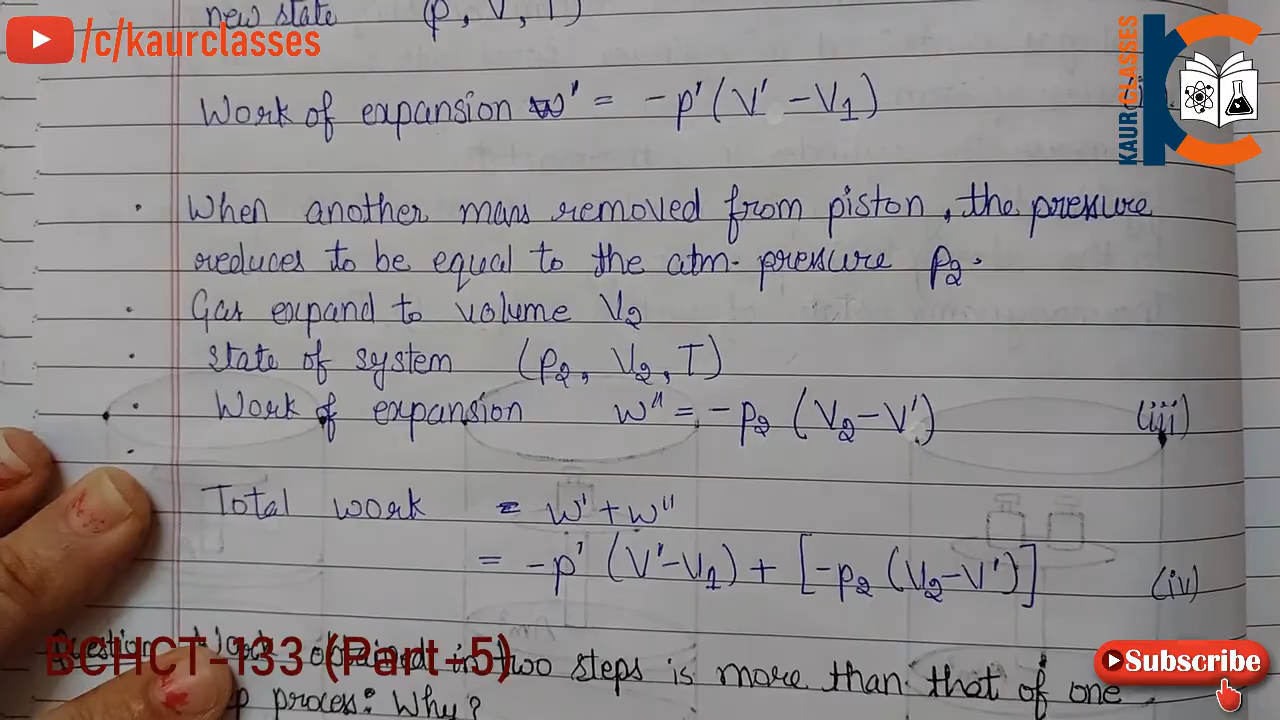 new state (p', V', T)
/c/kaurclasses
KAUR CLASSES
Work of expansion w' = -p'(V' - V₁)
• When another mass removed from piston, the pressure
reduces to be equal to the atm. pressure p₂.
• Gas expand to volume V₂
• State of system (p₂, V₂, T)
• Work of expansion w" = -p₂ (V₂ - V') (iii)
•
Total work = w' + w"
= -p' (V' - V₁) + [-p₂ (V₂ - V')] (iv)
BCHCT-133 (Part-5)
Question obtained in two steps is more than that of one
process? Why?
Subscribe